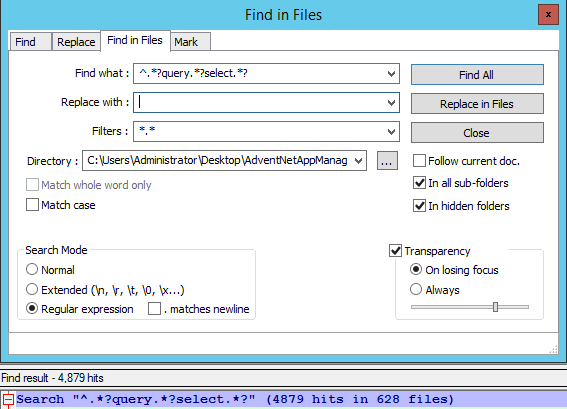 Find in Files
x
Find
Replace
Find in Files
Mark
Find what : ^.*?query.*?select.*?
Find All
Replace with :
Replace in Files
Filters : *.*
Close
Directory : C:\Users\Administrator\Desktop\AdventNetAppManag
...
Follow current doc.
Match whole word only
In all sub-folders
Match case
In hidden folders
Search Mode
Normal
Extended (\n, \r, \t, \0, \x...)
Regular expression
. matches newline
Transparency
On losing focus
Always
Find result - 4,879 hits
Search "^.*?query.*?select.*?" (4879 hits in 628 files)